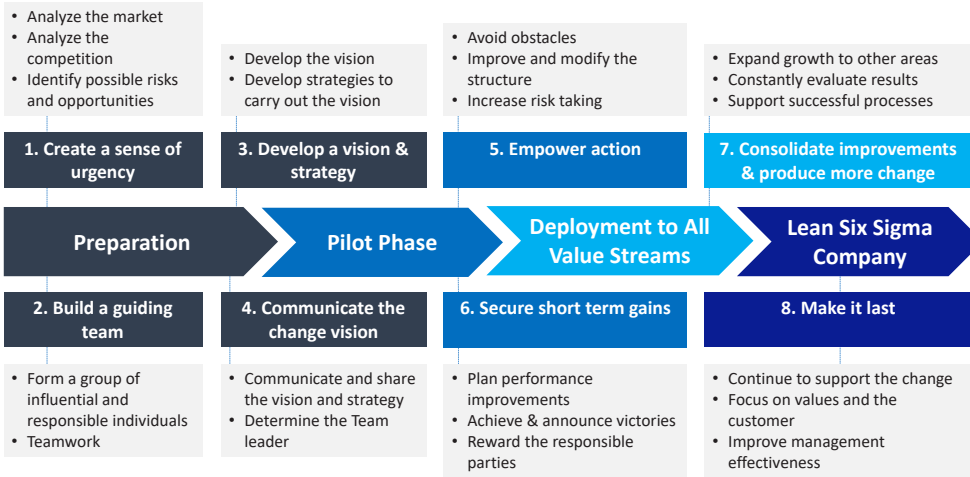 • Analyze the market
• Analyze the
competition
• Identify possible risks
and opportunities
• Develop the vision
• Develop strategies to
carry out the vision
• Avoid obstacles
• Improve and modify the
structure
• Increase risk taking
• Expand growth to other areas
• Constantly evaluate results
• Support successful processes
1. Create a sense of
urgency
3. Develop a vision &
strategy
5. Empower action
7. Consolidate improvements
& produce more change
Preparation
Pilot Phase
Deployment to All
Value Streams
Lean Six Sigma
Company
2. Build a guiding
team
4. Communicate the
change vision
6. Secure short term gains
8. Make it last
• Form a group of
influential and
responsible individuals
• Teamwork
• Communicate and share
the vision and strategy
• Determine the Team
leader
• Plan performance
improvements
• Achieve & announce victories
• Reward the responsible
parties
• Continue to support the change
• Focus on values and the
customer
• Improve management
effectiveness